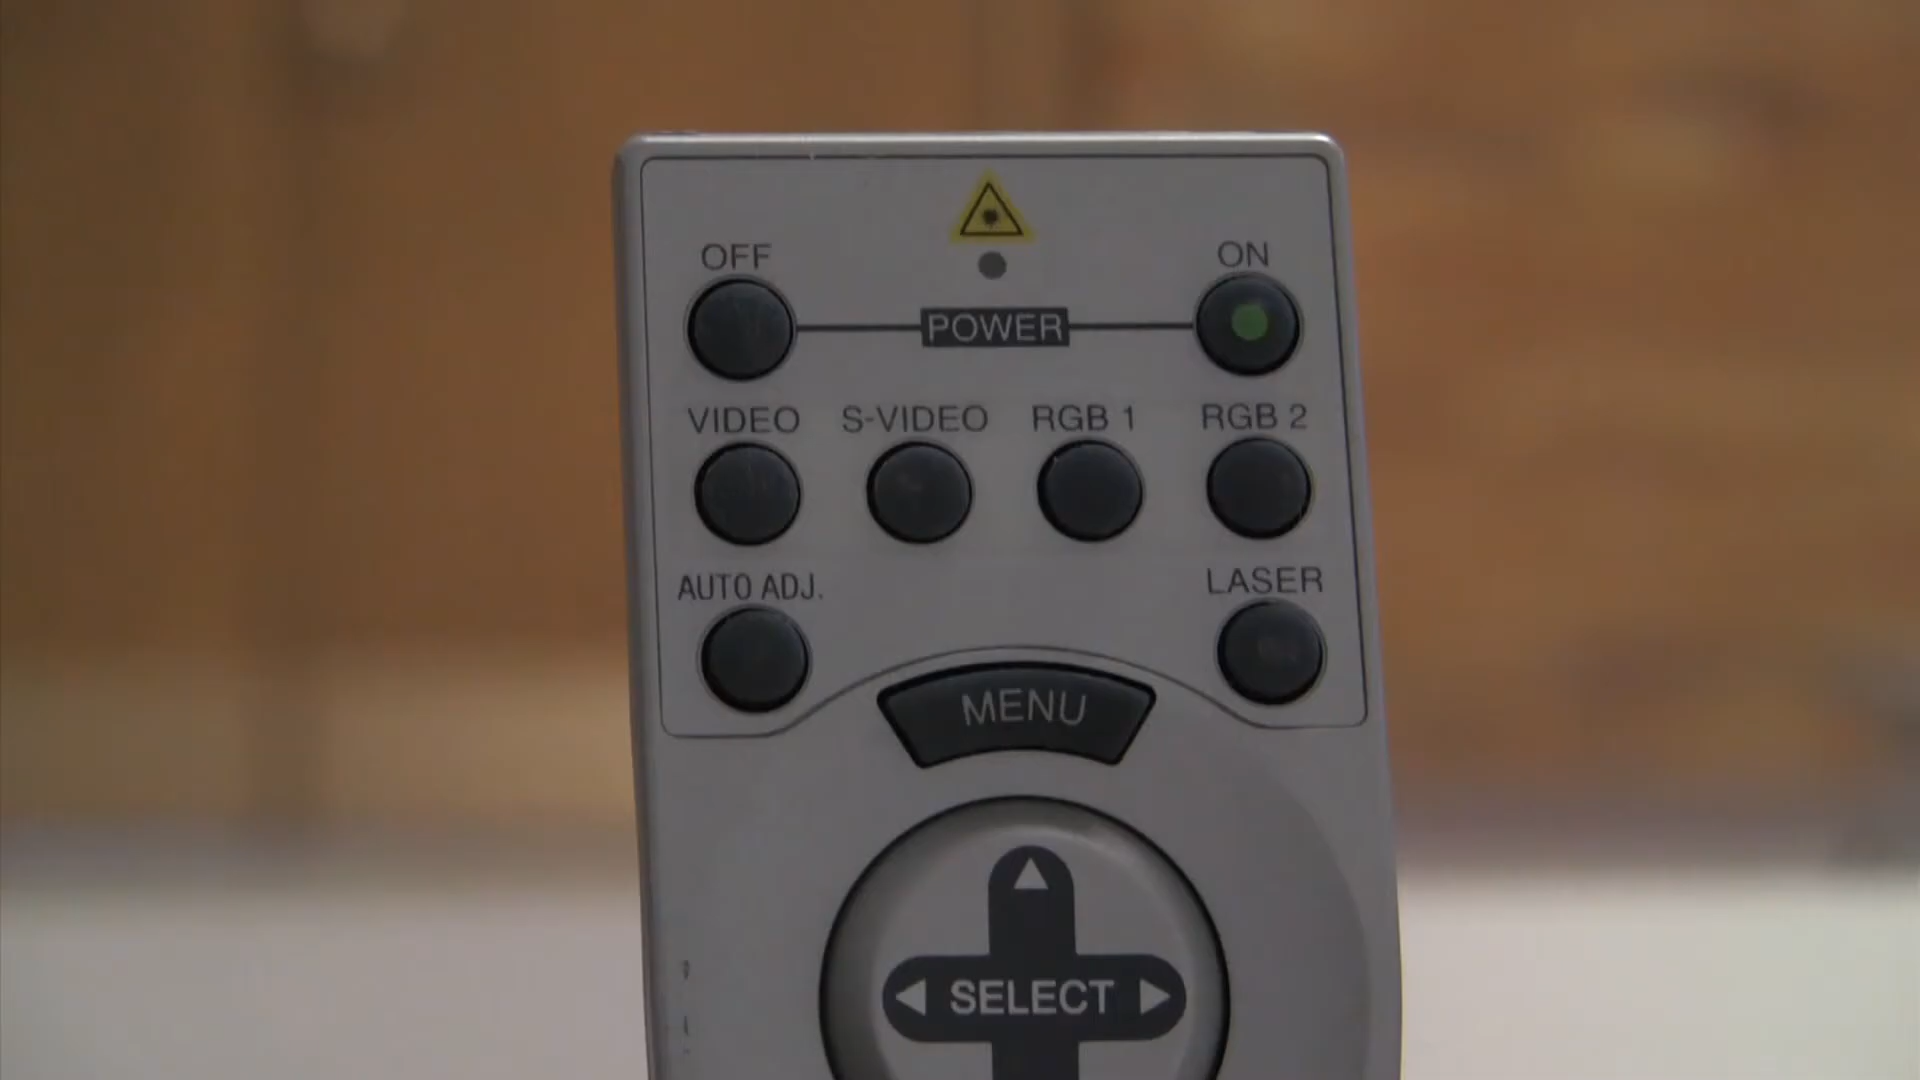 OFF ON
POWER
VIDEO S-VIDEO RGB 1 RGB 2
AUTO ADJ. LASER
MENU
SELECT